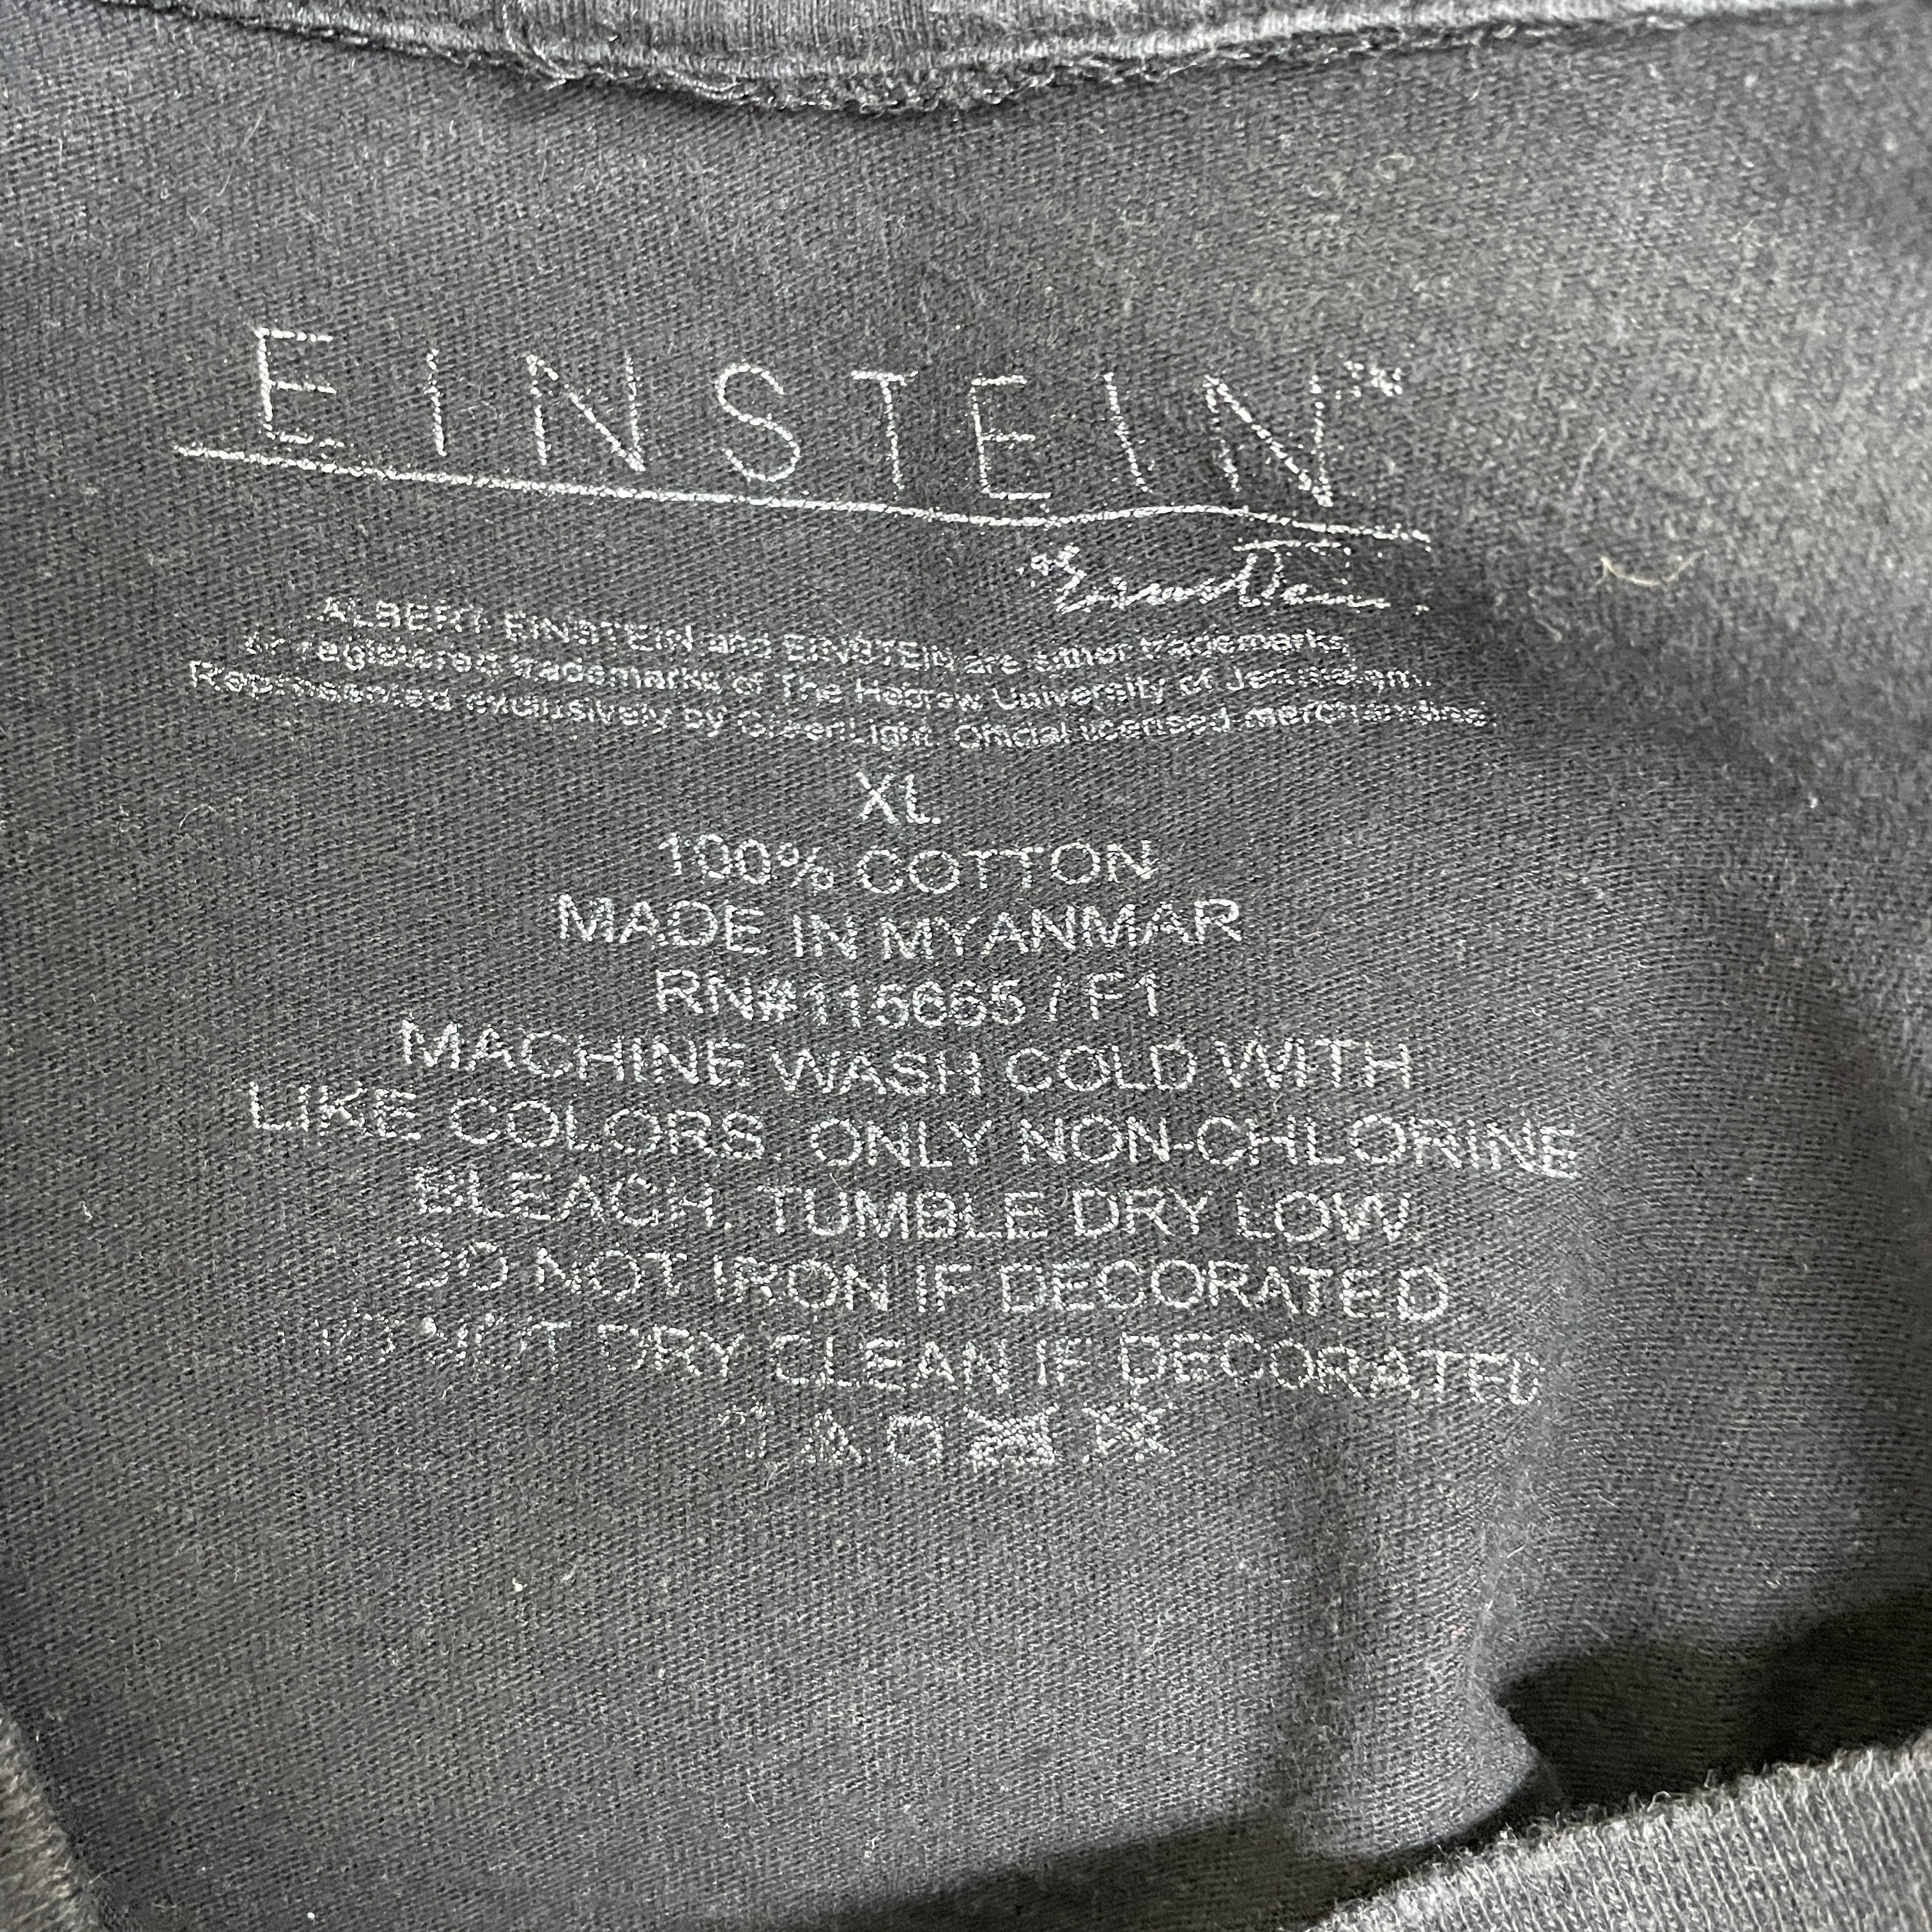 EINSTEIN™
A. Einstein.
ALBERT EINSTEIN and EINSTEIN are either trademarks
or registered trademarks of The Hebrew University of Jerusalem.
Represented exclusively by GreenLight. Official licensed merchandise
XL
100% COTTON
MADE IN MYANMAR
RN#115665 / F1
MACHINE WASH COLD WITH
LIKE COLORS. ONLY NON-CHLORINE
BLEACH. TUMBLE DRY LOW
DO NOT IRON IF DECORATED
DO NOT DRY CLEAN IF DECORATED